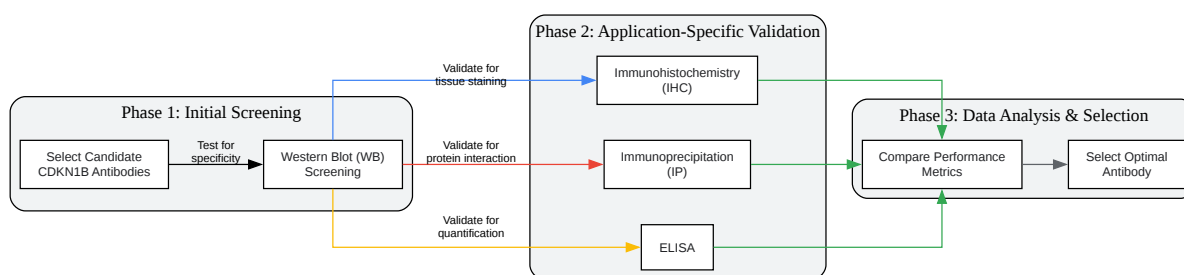 Phase 1: Initial Screening
Select Candidate
CDKN1B Antibodies
Test for
specificity
Western Blot (WB)
Screening
Validate for
tissue staining
Validate for
protein interaction
Validate for
quantification
Phase 2: Application-Specific Validation
Immunohistochemistry
(IHC)
Immunoprecipitation
(IP)
ELISA
Phase 3: Data Analysis & Selection
Compare Performance
Metrics
Select Optimal
Antibody